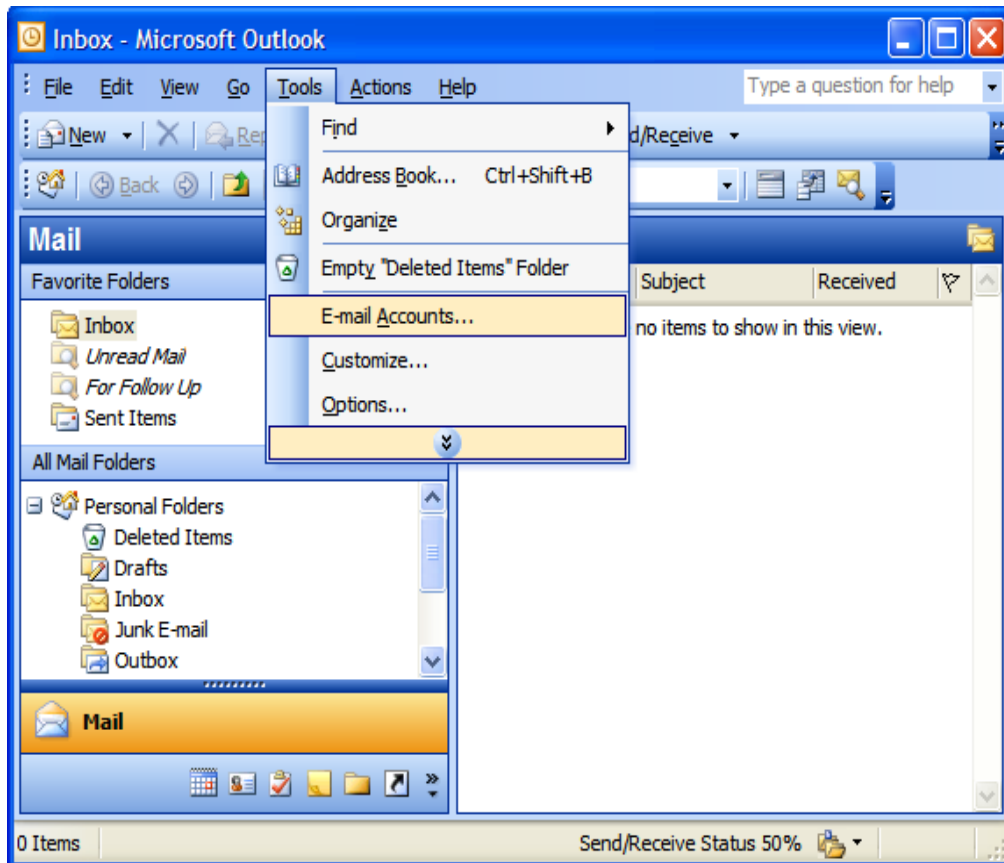 Inbox - Microsoft Outlook
File Edit View Go Tools Actions Help Type a question for help
New Find d/Receive
Back Address Book... Ctrl+Shift+B
Organize
Mail
Empty "Deleted Items" Folder
Favorite Folders Subject Received
Inbox E-mail Accounts... no items to show in this view.
Unread Mail Customize...
For Follow Up Options...
Sent Items
All Mail Folders
Personal Folders
Deleted Items
Drafts
Inbox
Junk E-mail
Outbox
Mail
0 Items Send/Receive Status 50%